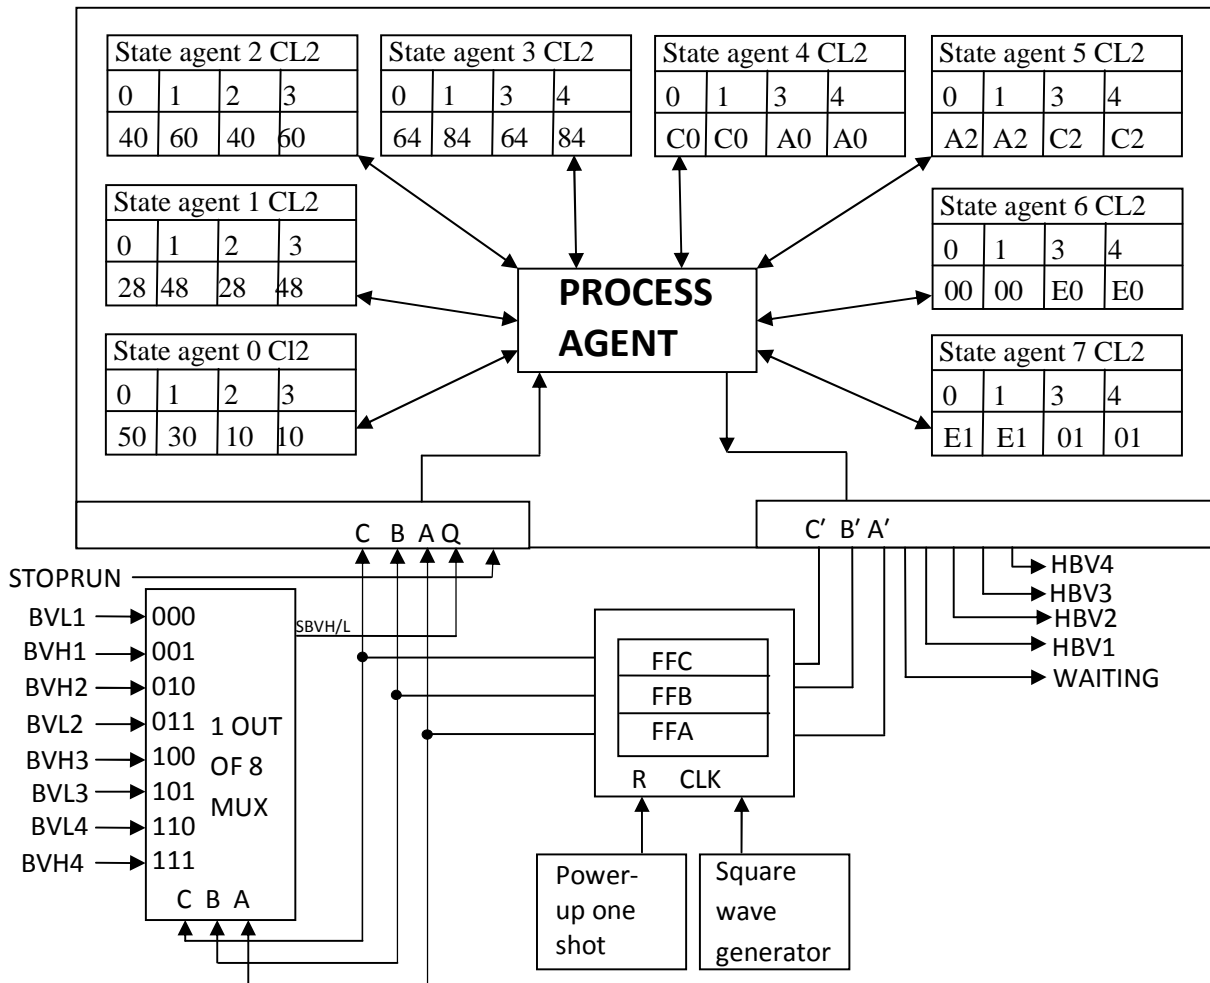 State agent 2 CL2
0 1 2 3
40 60 40 60
State agent 3 CL2
0 1 3 4
64 84 64 84
State agent 4 CL2
0 1 3 4
C0 C0 A0 A0
State agent 5 CL2
0 1 3 4
A2 A2 C2 C2
State agent 1 CL2
0 1 2 3
28 48 28 48
State agent 6 CL2
0 1 3 4
00 00 E0 E0
PROCESS
AGENT
State agent 0 Cl2
0 1 2 3
50 30 10 10
State agent 7 CL2
0 1 3 4
E1 E1 01 01
C B A Q
C′ B′ A′
STOPRUN
BVL1
BVH1
BVH2
BVL2
BVH3
BVL3
BVL4
BVH4
000
001
010
011
100
101
110
111
1 OUT
OF 8
MUX
C B A
SBVH/L
FFC
FFB
FFA
R CLK
HBV4
HBV3
HBV2
HBV1
WAITING
Power-
up one
shot
Square
wave
generator